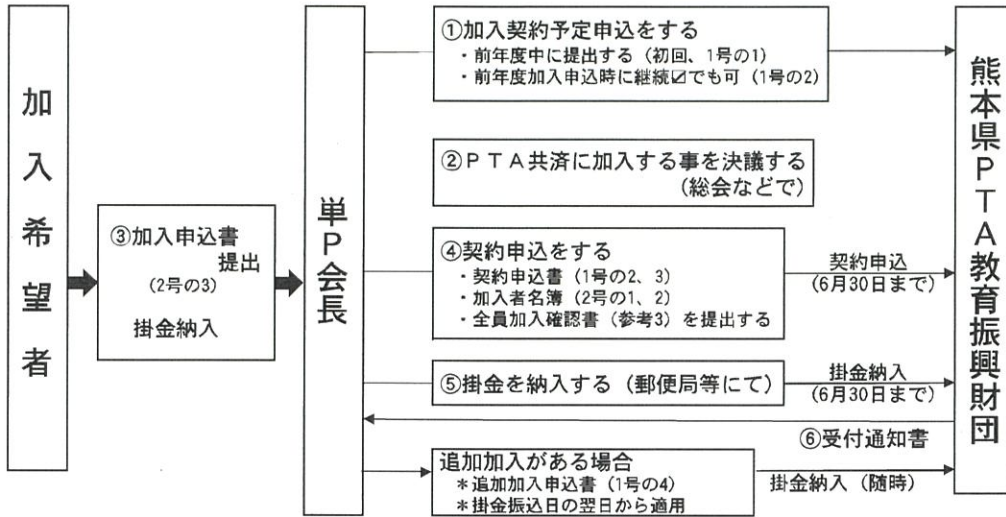 加入希望者
③加入申込書
提出
(2号の3)
掛金納入
単P会長
①加入契約予定申込をする
・前年度中に提出する(初回、1号の1)
・前年度加入申込時に継続☑でも可(1号の2)
②PTA共済に加入する事を決議する
(総会などで)
④契約申込をする
・契約申込書(1号の2、3)
・加入者名簿(2号の1、2)
・全員加入確認書(参考3)を提出する
契約申込
(6月30日まで)
⑤掛金を納入する(郵便局等にて)
掛金納入
(6月30日まで)
⑥受付通知書
追加加入がある場合
＊追加加入申込書(1号の4)
＊掛金振込日の翌日から適用
掛金納入(随時)
熊本県PTA教育振興財団